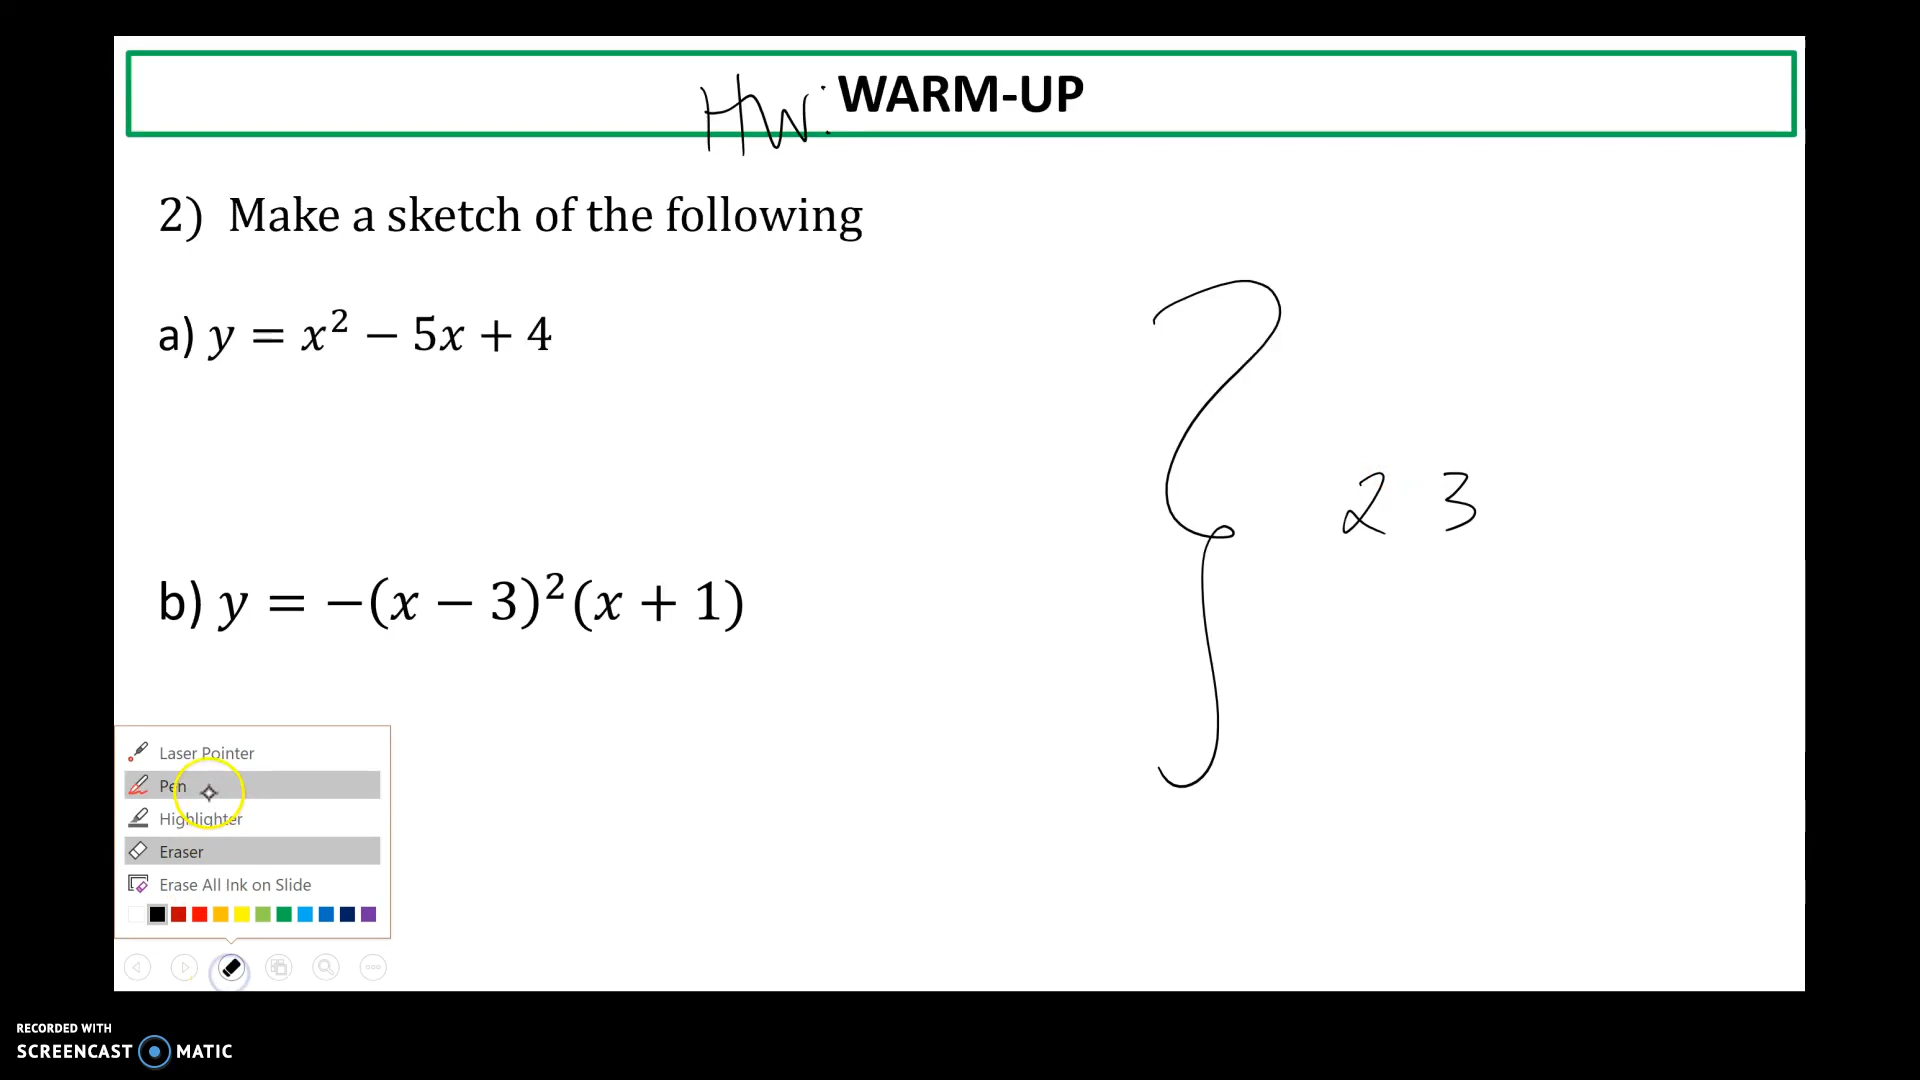 HW: WARM-UP
2) Make a sketch of the following
a) y = x² − 5x + 4
2 3
b) y = −(x − 3)²(x + 1)
Laser Pointer
Pen
Highlighter
Eraser
Erase All Ink on Slide
RECORDED WITH
SCREENCAST MATIC